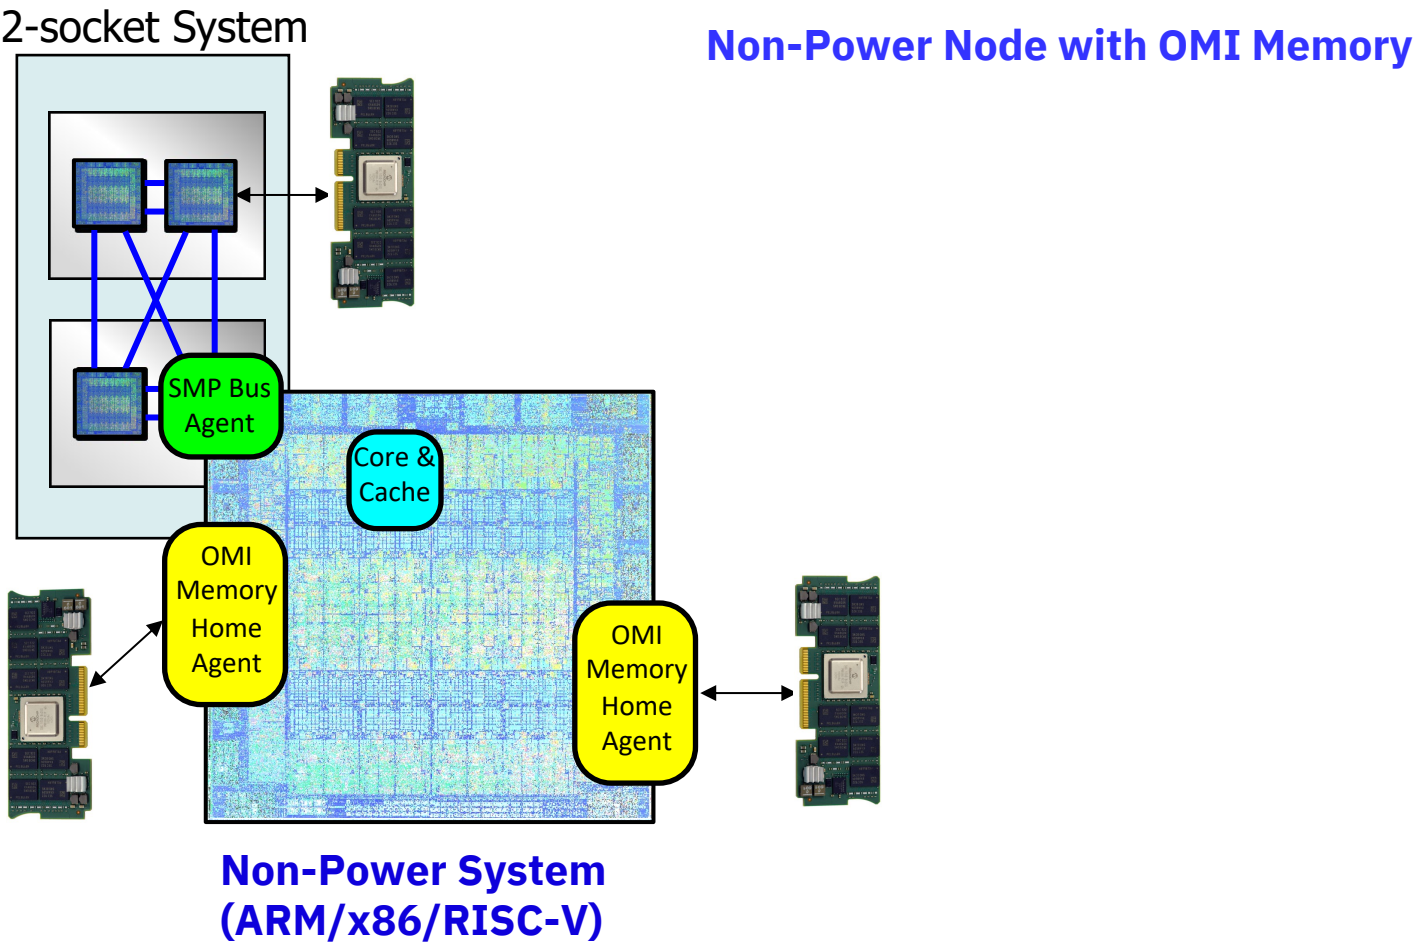 2-socket System
Non-Power Node with OMI Memory
SMP Bus
Agent
Core &
Cache
OMI
Memory
Home
Agent
OMI
Memory
Home
Agent
Non-Power System
(ARM/x86/RISC-V)